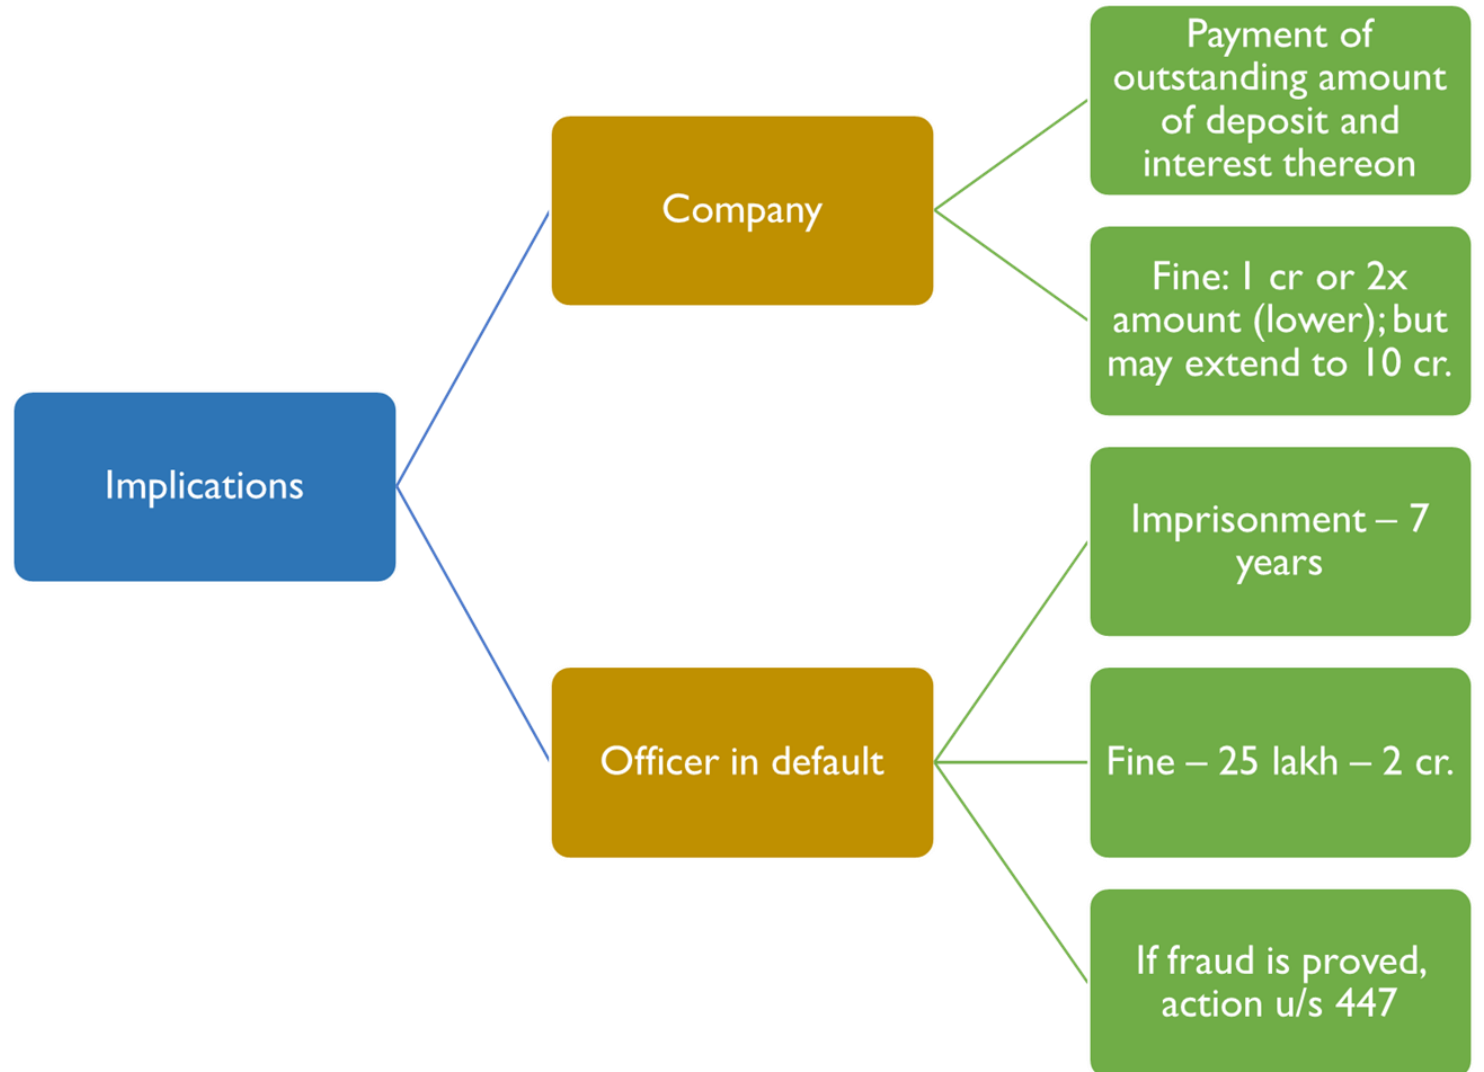 Implications
Company
Payment of
outstanding amount
of deposit and
interest thereon
Fine: 1 cr or 2x
amount (lower); but
may extend to 10 cr.
Officer in default
Imprisonment – 7
years
Fine – 25 lakh – 2 cr.
If fraud is proved,
action u/s 447